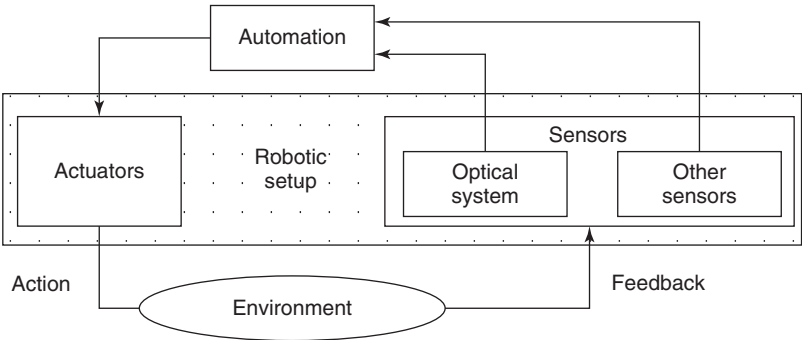 Automation
Sensors
Actuators
Robotic
setup
Optical
system
Other
sensors
Action
Environment
Feedback